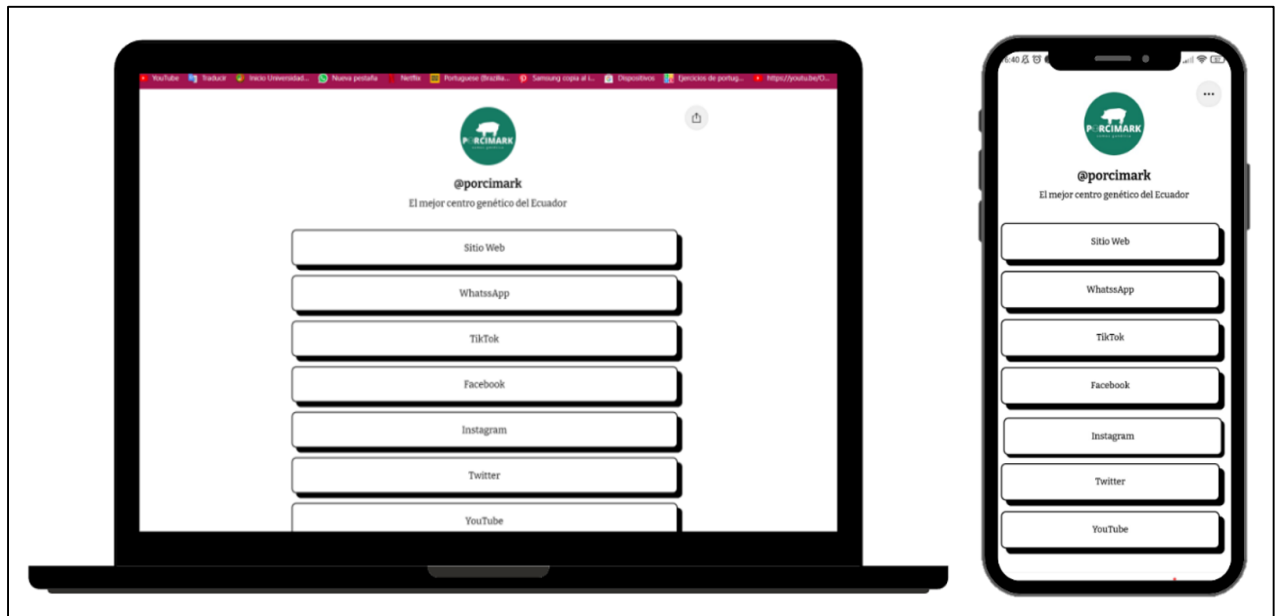 YouTube Traducir Inicio Universidad... Nueva pestaña Netflix Portuguese (Brazilia... Samsung copia al i... Dispositivos Ejercicios de portug... https://youtu.be/O...
PORCIMARK
@porcimark
El mejor centro genético del Ecuador
Sitio Web
WhatssApp
TikTok
Facebook
Instagram
Twitter
YouTube
PORCIMARK
@porcimark
El mejor centro genético del Ecuador
Sitio Web
WhatssApp
TikTok
Facebook
Instagram
Twitter
YouTube